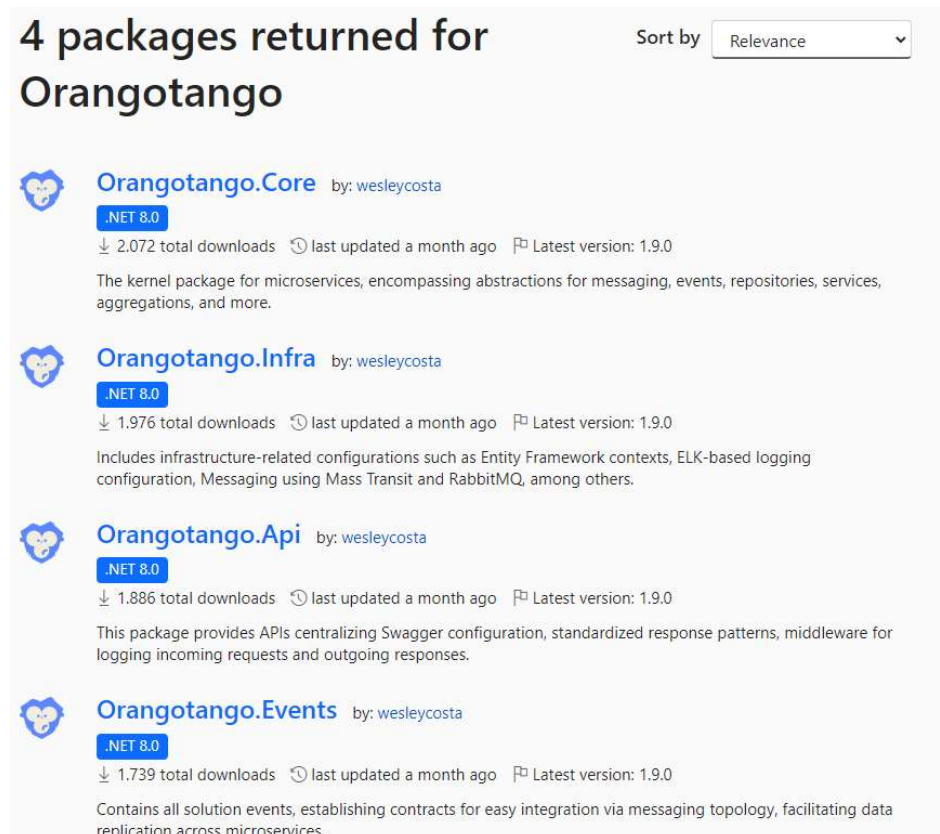 4 packages returned for
Orangotango
Sort by Relevance
Orangotango.Core by: wesleycosta
.NET 8.0
2.072 total downloads last updated a month ago Latest version: 1.9.0
The kernel package for microservices, encompassing abstractions for messaging, events, repositories, services,
aggregations, and more.
Orangotango.Infra by: wesleycosta
.NET 8.0
1.976 total downloads last updated a month ago Latest version: 1.9.0
Includes infrastructure-related configurations such as Entity Framework contexts, ELK-based logging
configuration, Messaging using Mass Transit and RabbitMQ, among others.
Orangotango.Api by: wesleycosta
.NET 8.0
1.886 total downloads last updated a month ago Latest version: 1.9.0
This package provides APIs centralizing Swagger configuration, standardized response patterns, middleware for
logging incoming requests and outgoing responses.
Orangotango.Events by: wesleycosta
.NET 8.0
1.739 total downloads last updated a month ago Latest version: 1.9.0
Contains all solution events, establishing contracts for easy integration via messaging topology, facilitating data
replication across microservices.